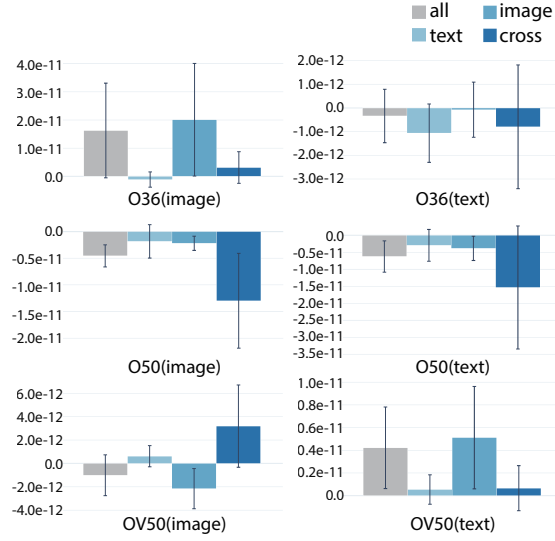 all image
text cross
4.0e-11
3.0e-11
2.0e-11
1.0e-11
0.0
O36(image)
2.0e-12
1.0e-12
0.0
-1.0e-12
-2.0e-12
-3.0e-12
O36(text)
0.0
-0.5e-11
-1.0e-11
-1.5e-11
-2.0e-11
O50(image)
0.0
-0.5e-11
-1.0e-11
-1.5e-11
-2.0e-11
-2.5e-11
-3.0e-11
-3.5e-11
O50(text)
6.0e-12
4.0e-12
2.0e-12
0.0
-2.0e-12
-4.0e-12
OV50(image)
1.0e-11
0.8e-11
0.6e-11
0.4e-11
0.2e-11
0.0
OV50(text)